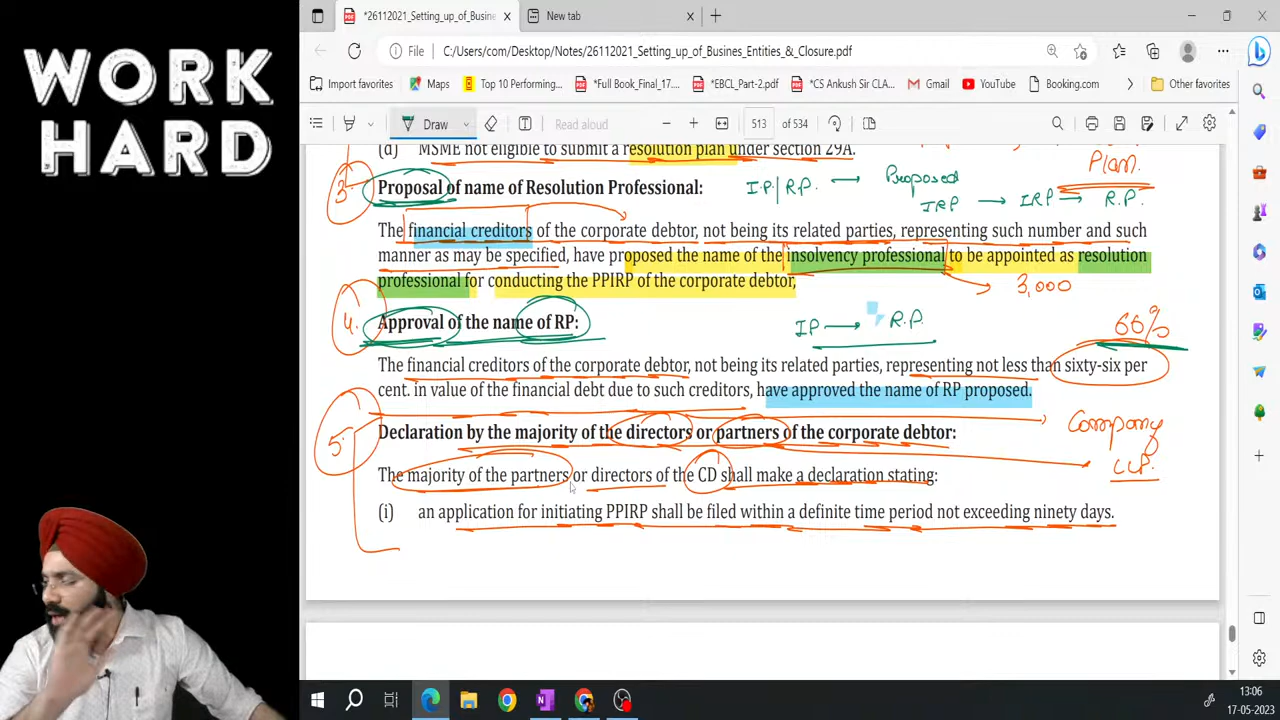 WORK
HARD
*26112021_Setting_up_of_Busine
New tab
File C:/Users/com/Desktop/Notes/26112021_Setting_up_of_Busines_Entities_&_Closure.pdf
Import favorites
Maps
Top 10 Performing...
*Full Book_Final_17....
*EBCL_Part-2.pdf
*CS Ankush Sir CLA...
Gmail
YouTube
Booking.com
Other favorites
Draw
Read aloud
513 of 534
(d) MSME not eligible to submit a resolution plan under section 29A.
Plan.
3. Proposal of name of Resolution Professional:
I.P/R.P. → Proposed
IRP → IRP → R.P.
The financial creditors of the corporate debtor, not being its related parties, representing such number and such
manner as may be specified, have proposed the name of the insolvency professional to be appointed as resolution
professional for conducting the PPIRP of the corporate debtor,
3,000
4. Approval of the name of RP:
IP → R.P.
66%
The financial creditors of the corporate debtor, not being its related parties, representing not less than sixty-six per
cent. in value of the financial debt due to such creditors, have approved the name of RP proposed.
Company
5. Declaration by the majority of the directors or partners of the corporate debtor:
LLP.
The majority of the partners or directors of the CD shall make a declaration stating:
(i) an application for initiating PPIRP shall be filed within a definite time period not exceeding ninety days.
13:06
17-05-2023